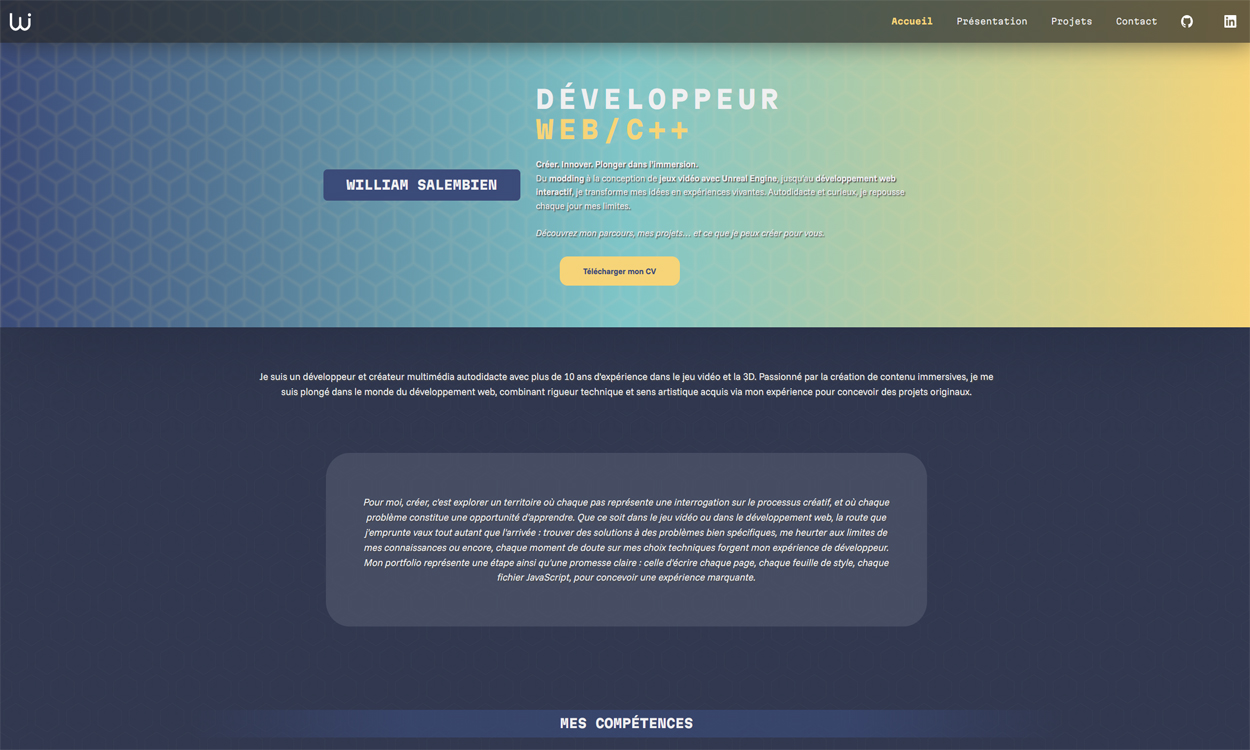 Wi
Accueil
Présentation
Projets
Contact
in
DÉVELOPPEUR
WEB/C++
WILLIAM SALEMBIEN
Créer. Innover. Plonger dans l'immersion.
Du modding à la conception de jeux vidéo avec Unreal Engine, jusqu'au développement web
interactif, je transforme mes idées en expériences vivantes. Autodidacte et curieux, je repousse
chaque jour mes limites.
Découvrez mon parcours, mes projets… et ce que je peux créer pour vous.
Télécharger mon CV
Je suis un développeur et créateur multimédia autodidacte avec plus de 10 ans d'expérience dans le jeu vidéo et la 3D. Passionné par la création de contenu immersives, je me
suis plongé dans le monde du développement web, combinant rigueur technique et sens artistique acquis via mon expérience pour concevoir des projets originaux.
Pour moi, créer, c'est explorer un territoire où chaque pas représente une interrogation sur le processus créatif, et où chaque
problème constitue une opportunité d'apprendre. Que ce soit dans le jeu vidéo ou dans le développement web, la route que
j'emprunte vaux tout autant que l'arrivée : trouver des solutions à des problèmes bien spécifiques, me heurter aux limites de
mes connaissances ou encore, chaque moment de doute sur mes choix techniques forgent mon expérience de développeur.
Mon portfolio représente une étape ainsi qu'une promesse claire : celle d'écrire chaque page, chaque feuille de style, chaque
fichier JavaScript, pour concevoir une expérience marquante.
MES COMPÉTENCES